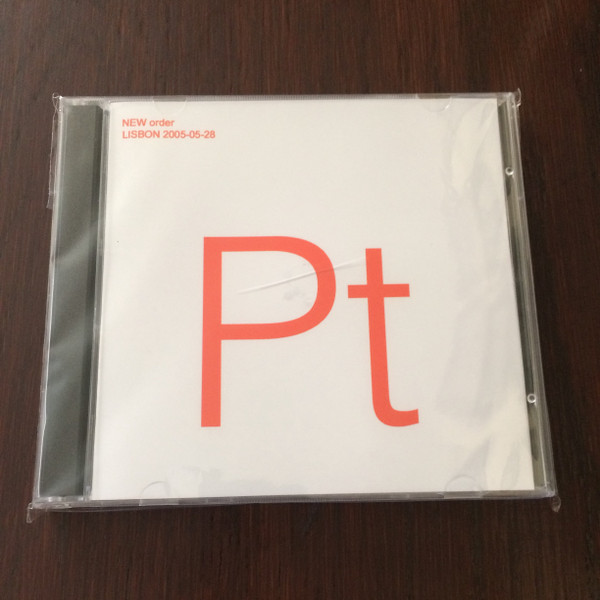 NEW order
LISBON 2005-05-28
Pt